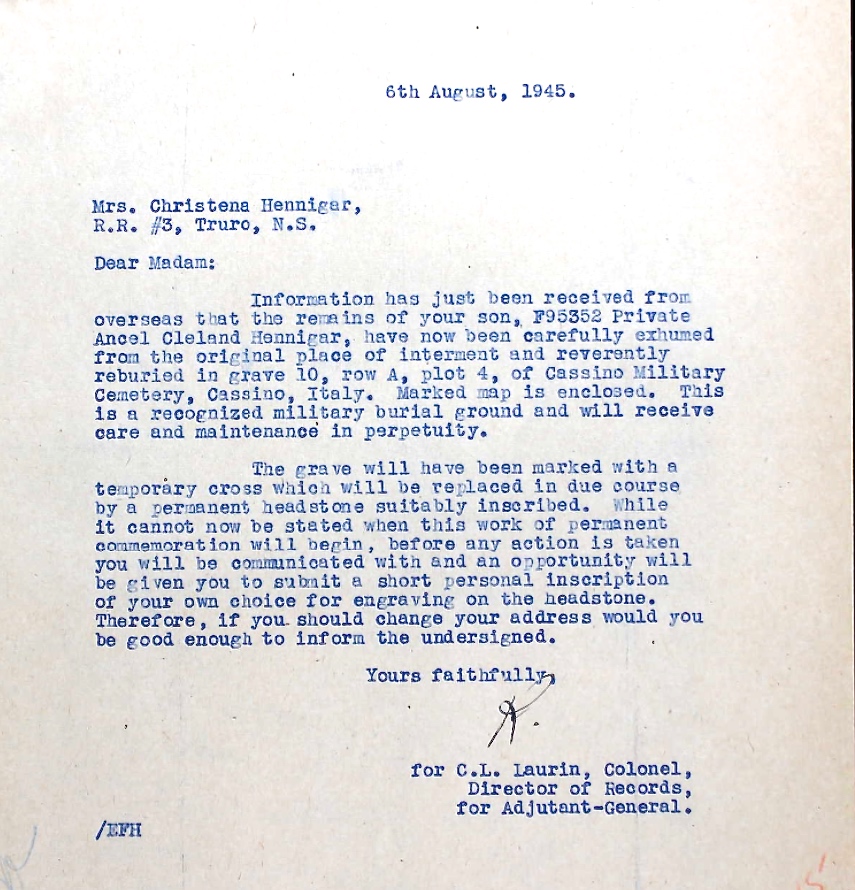 6th August, 1945.
Mrs. Christena Hennigar,
R.R. #3, Truro, N.S.
Dear Madam:
Information has just been received from
overseas that the remains of your son, F95352 Private
Ancel Cleland Hennigar, have now been carefully exhumed
from the original place of interment and reverently
reburied in grave 10, row A, plot 4, of Cassino Military
Cemetery, Cassino, Italy. Marked map is enclosed. This
is a recognized military burial ground and will receive
care and maintenance in perpetuity.
The grave will have been marked with a
temporary cross which will be replaced in due course
by a permanent headstone suitably inscribed. While
it cannot now be stated when this work of permanent
commemoration will begin, before any action is taken
you will be communicated with and an opportunity will
be given you to submit a short personal inscription
of your own choice for engraving on the headstone.
Therefore, if you should change your address would you
be good enough to inform the undersigned.
Yours faithfully,
for C.L. Laurin, Colonel,
Director of Records,
for Adjutant-General.
/EFH